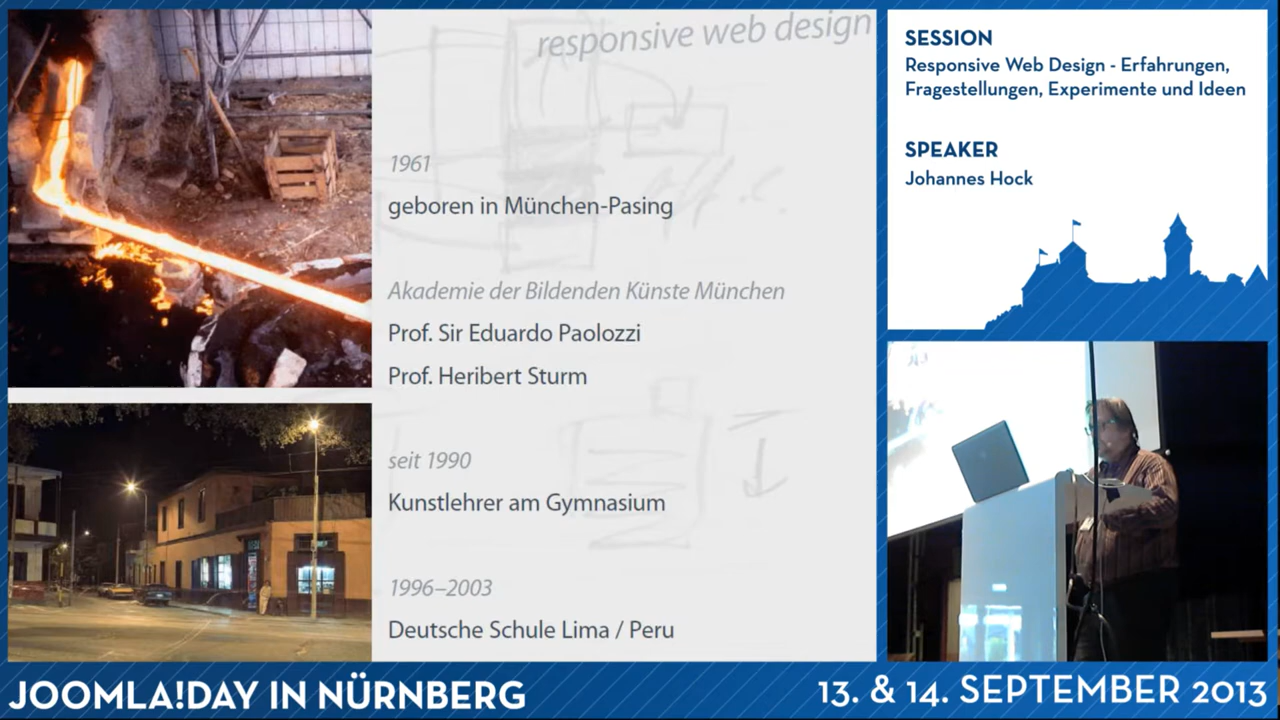 responsive web design
1961
geboren in München-Pasing
Akademie der Bildenden Künste München
Prof. Sir Eduardo Paolozzi
Prof. Heribert Sturm
seit 1990
Kunstlehrer am Gymnasium
1996–2003
Deutsche Schule Lima / Peru
SESSION
Responsive Web Design - Erfahrungen,
Fragestellungen, Experimente und Ideen
SPEAKER
Johannes Hock
JOOMLA!DAY IN NÜRNBERG
13. & 14. SEPTEMBER 2013